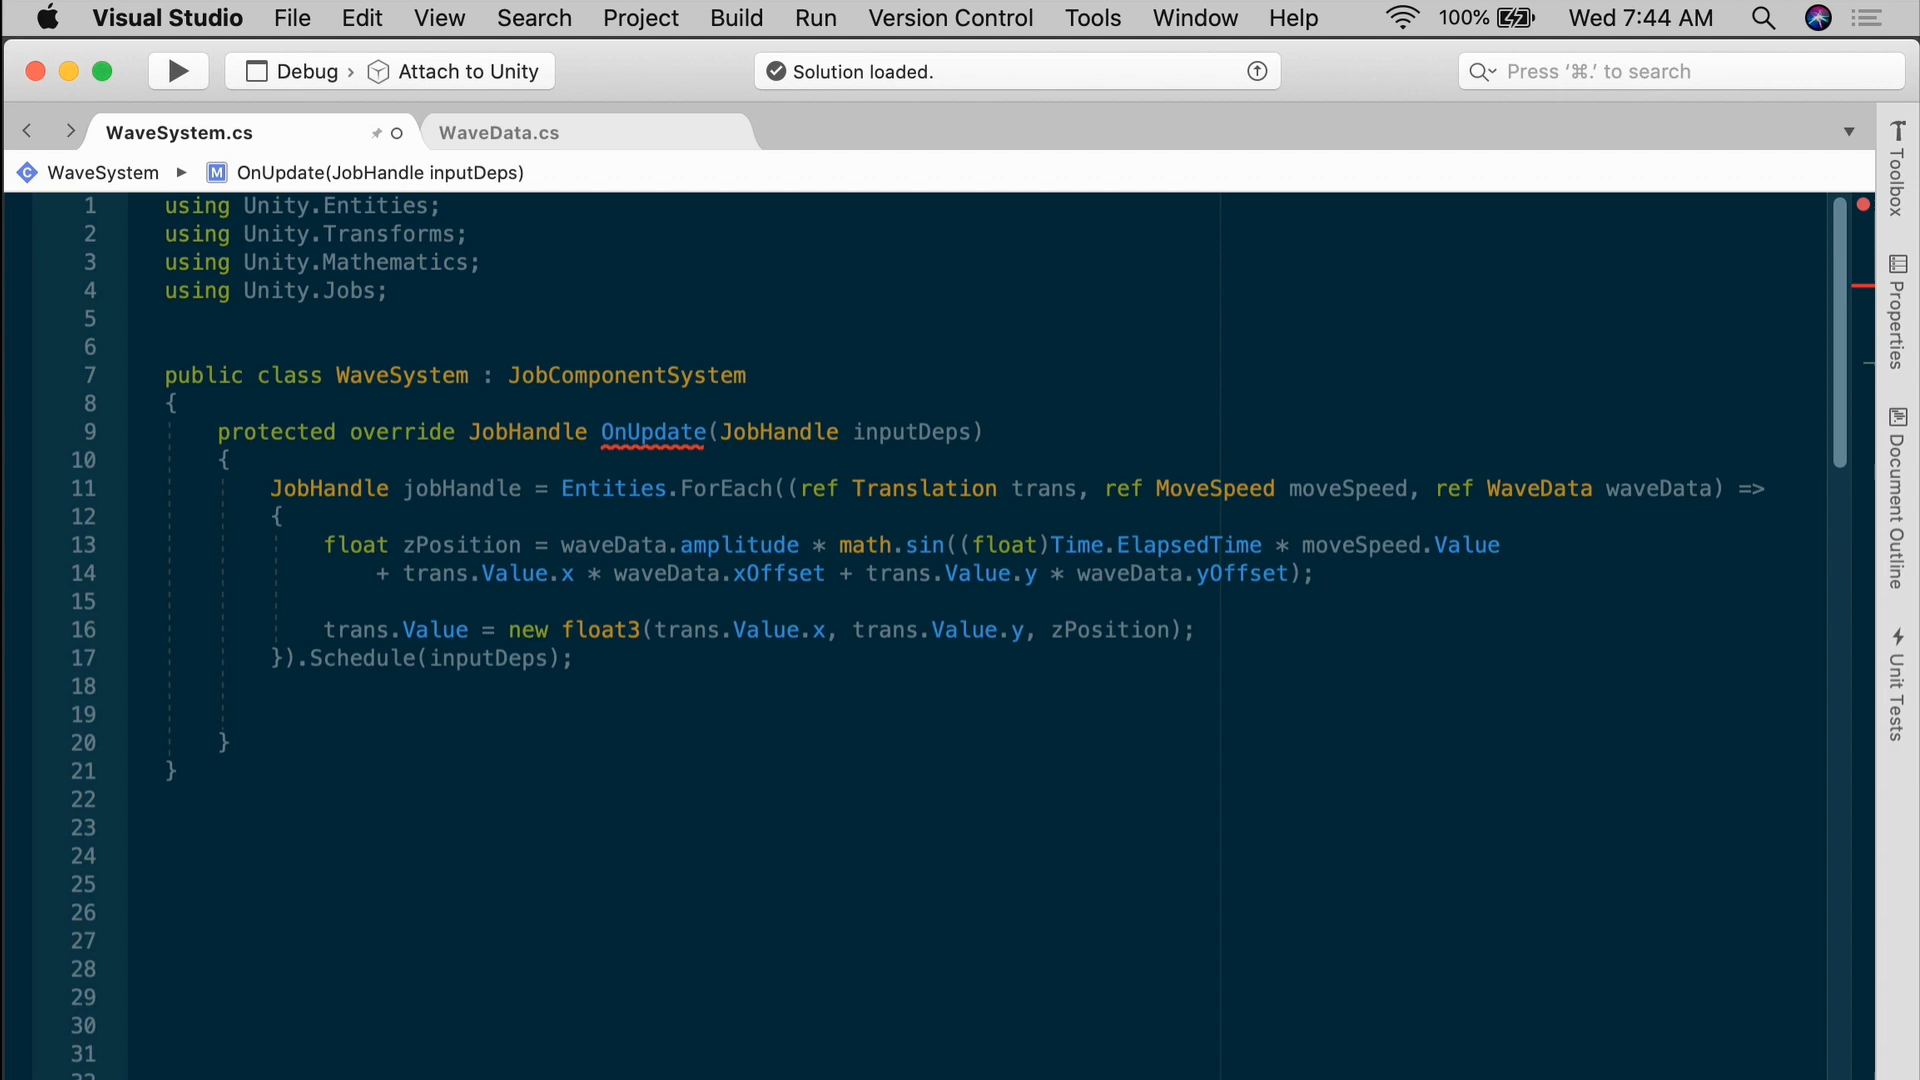 Visual Studio File Edit View Search Project Build Run Version Control Tools Window Help 100% Wed 7:44 AM
Debug › Attach to Unity Solution loaded. Press ‘⌘.’ to search
WaveSystem.cs WaveData.cs
WaveSystem ▶ M OnUpdate(JobHandle inputDeps)
1 using Unity.Entities;
2 using Unity.Transforms;
3 using Unity.Mathematics;
4 using Unity.Jobs;
5
6
7 public class WaveSystem : JobComponentSystem
8 {
9 protected override JobHandle OnUpdate(JobHandle inputDeps)
10 {
11 JobHandle jobHandle = Entities.ForEach((ref Translation trans, ref MoveSpeed moveSpeed, ref WaveData waveData) =>
12 {
13 float zPosition = waveData.amplitude * math.sin((float)Time.ElapsedTime * moveSpeed.Value
14 + trans.Value.x * waveData.xOffset + trans.Value.y * waveData.yOffset);
15
16 trans.Value = new float3(trans.Value.x, trans.Value.y, zPosition);
17 }).Schedule(inputDeps);
18
19
20 }
21 }
22
23
24
25
26
27
28
29
30
31
Toolbox
Properties
Document Outline
Unit Tests